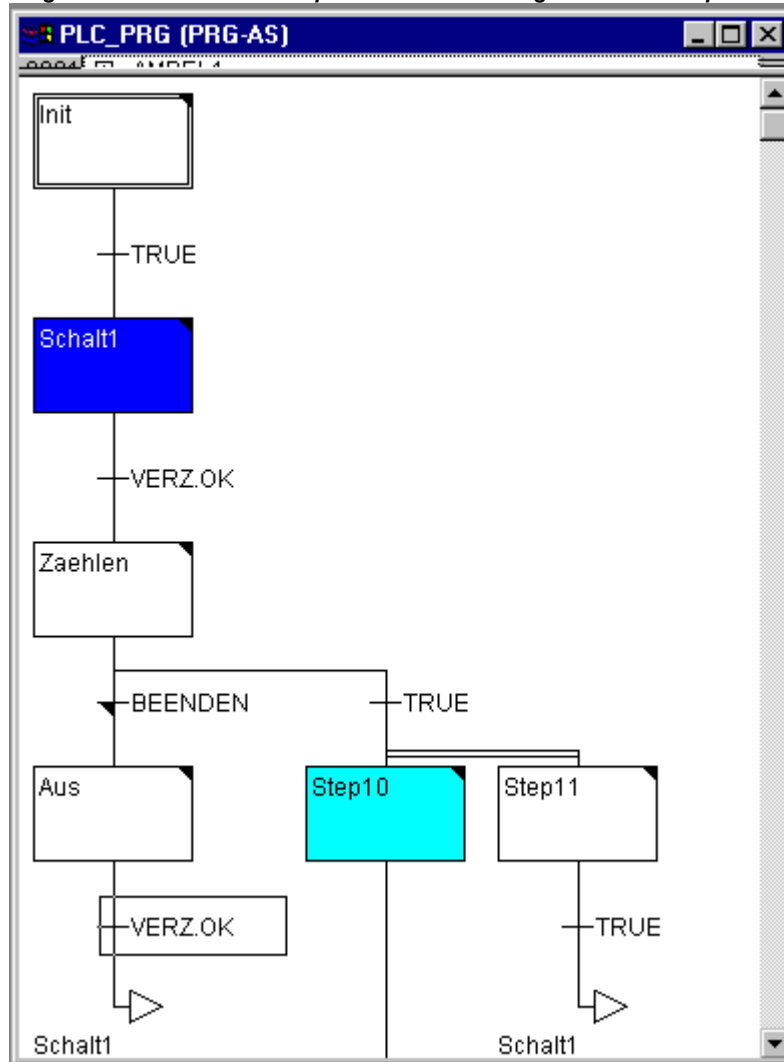 PLC_PRG (PRG-AS)
Init
TRUE
Schalt1
VERZ.OK
Zaehlen
BEENDEN
TRUE
Aus
Step10
Step11
VERZ.OK
TRUE
Schalt1
Schalt1